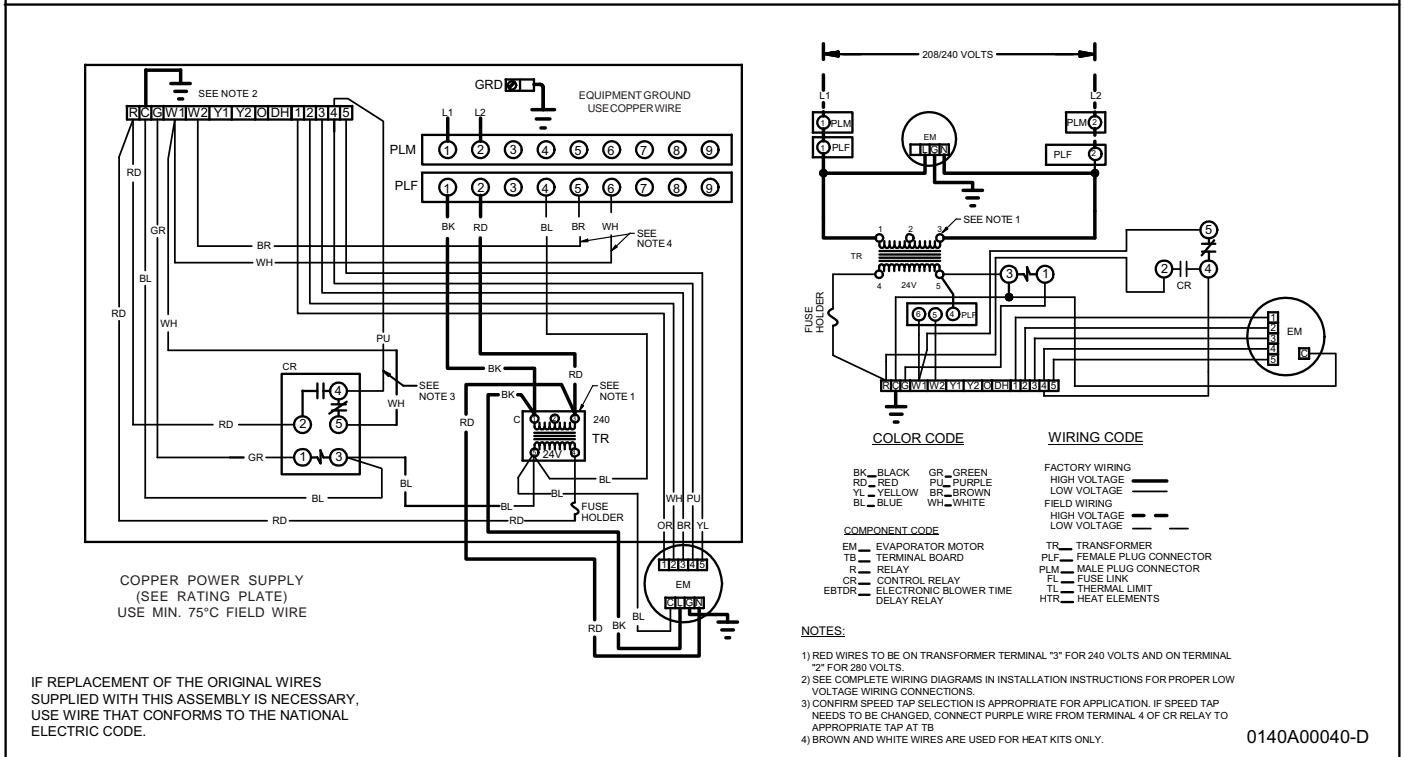 SEE NOTE 2
R C G W1 W2 Y1 Y2 O DH 1 2 3 4 5
GRD
EQUIPMENT GROUND
USE COPPER WIRE
L1 L2
PLM 1 2 3 4 5 6 7 8 9
PLF 1 2 3 4 5 6 7 8 9
BK RD BL BR WH
SEE
NOTE 4
RD
GR
BR
WH
BL
RD
WH
PU
CR
4
2 5
1 3
SEE
NOTE 3
WH
RD
GR
BL
BL
RD
BK
BK
RD
RD
SEE
NOTE 1
C 1 2 3 240
TR
24V
BL
BL
BL
RD
FUSE
HOLDER
WH PU
OR BR YL
1 2 3 4 5
EM
C L G N
BL
BK
RD
COPPER POWER SUPPLY
(SEE RATING PLATE)
USE MIN. 75°C FIELD WIRE
IF REPLACEMENT OF THE ORIGINAL WIRES
SUPPLIED WITH THIS ASSEMBLY IS NECESSARY,
USE WIRE THAT CONFORMS TO THE NATIONAL
ELECTRIC CODE.
208/240 VOLTS
L1 L2
1 PLM
1 PLF
EM
L G N
PLM 2
PLF 2
SEE NOTE 1
1 2 3
TR
4 24V 5
3 1
5
2 4
CR
FUSE
HOLDER
6 5 4 PLF
1
2
3
4
5
EM
C
R C G W1 W2 Y1 Y2 O DH 1 2 3 4 5
COLOR CODE
BK BLACK GR GREEN
RD RED PU PURPLE
YL YELLOW BR BROWN
BL BLUE WH WHITE
WIRING CODE
FACTORY WIRING
HIGH VOLTAGE
LOW VOLTAGE
FIELD WIRING
HIGH VOLTAGE
LOW VOLTAGE
COMPONENT CODE
EM EVAPORATOR MOTOR
TB TERMINAL BOARD
R RELAY
CR CONTROL RELAY
EBTDR ELECTRONIC BLOWER TIME
DELAY RELAY
TR TRANSFORMER
PLF FEMALE PLUG CONNECTOR
PLM MALE PLUG CONNECTOR
FL FUSE LINK
TL THERMAL LIMIT
HTR HEAT ELEMENTS
NOTES:
1) RED WIRES TO BE ON TRANSFORMER TERMINAL "3" FOR 240 VOLTS AND ON TERMINAL
"2" FOR 280 VOLTS.
2) SEE COMPLETE WIRING DIAGRAMS IN INSTALLATION INSTRUCTIONS FOR PROPER LOW
VOLTAGE WIRING CONNECTIONS.
3) CONFIRM SPEED TAP SELECTION IS APPROPRIATE FOR APPLICATION. IF SPEED TAP
NEEDS TO BE CHANGED, CONNECT PURPLE WIRE FROM TERMINAL 4 OF CR RELAY TO
APPROPRIATE TAP AT TB
4) BROWN AND WHITE WIRES ARE USED FOR HEAT KITS ONLY.
0140A00040-D